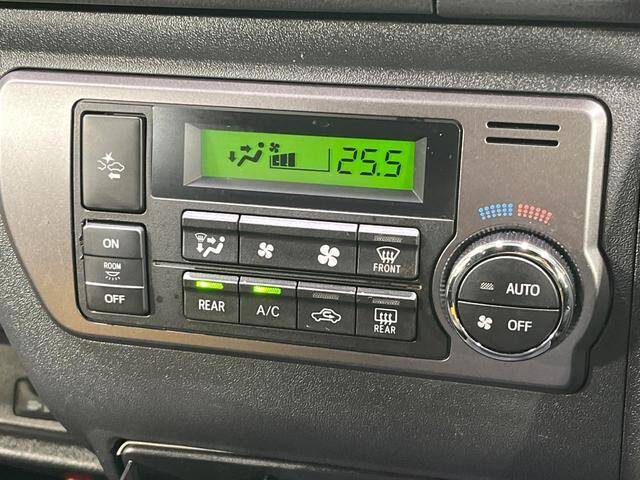 25.5
ON
ROOM
OFF
FRONT
REAR
A/C
REAR
AUTO
OFF